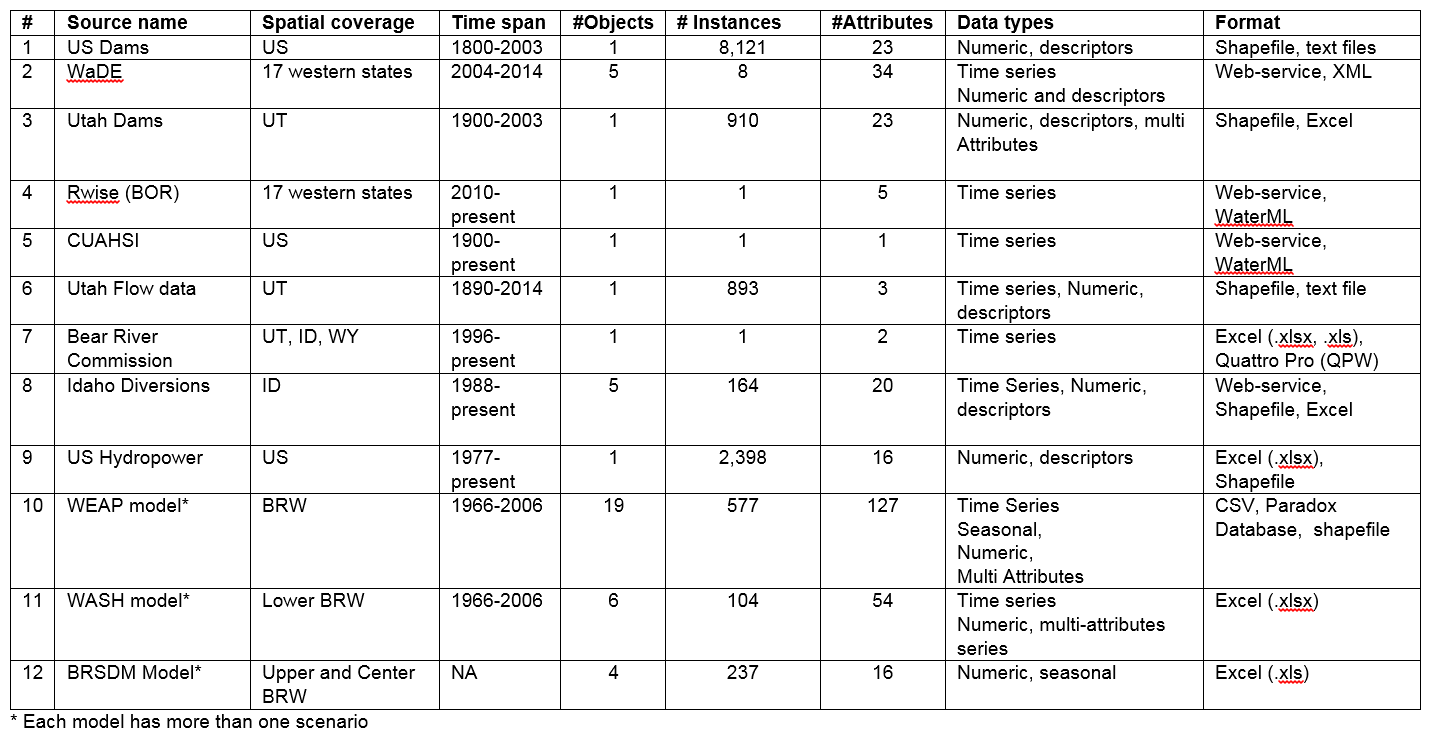 # Source name Spatial coverage Time span #Objects # Instances #Attributes Data types Format
1 US Dams US 1800-2003 1 8,121 23 Numeric, descriptors Shapefile, text files
2 WaDE 17 western states 2004-2014 5 8 34 Time series Web-service, XML
Numeric and descriptors
3 Utah Dams UT 1900-2003 1 910 23 Numeric, descriptors, multi Shapefile, Excel
Attributes
4 Rwise (BOR) 17 western states 2010- 1 1 5 Time series Web-service,
present WaterML
5 CUAHSI US 1900- 1 1 1 Time series Web-service,
present WaterML
6 Utah Flow data UT 1890-2014 1 893 3 Time series, Numeric, Shapefile, text file
descriptors
7 Bear River UT, ID, WY 1996- 1 1 2 Time series Excel (.xlsx, .xls),
Commission present Quattro Pro (QPW)
8 Idaho Diversions ID 1988- 5 164 20 Time Series, Numeric, Web-service,
present descriptors Shapefile, Excel
9 US Hydropower US 1977- 1 2,398 16 Numeric, descriptors Excel (.xlsx),
present Shapefile
10 WEAP model* BRW 1966-2006 19 577 127 Time Series CSV, Paradox
Seasonal, Database, shapefile
Numeric,
Multi Attributes
11 WASH model* Lower BRW 1966-2006 6 104 54 Time series Excel (.xlsx)
Numeric, multi-attributes
series
12 BRSDM Model* Upper and Center NA 4 237 16 Numeric, seasonal Excel (.xls)
BRW
* Each model has more than one scenario